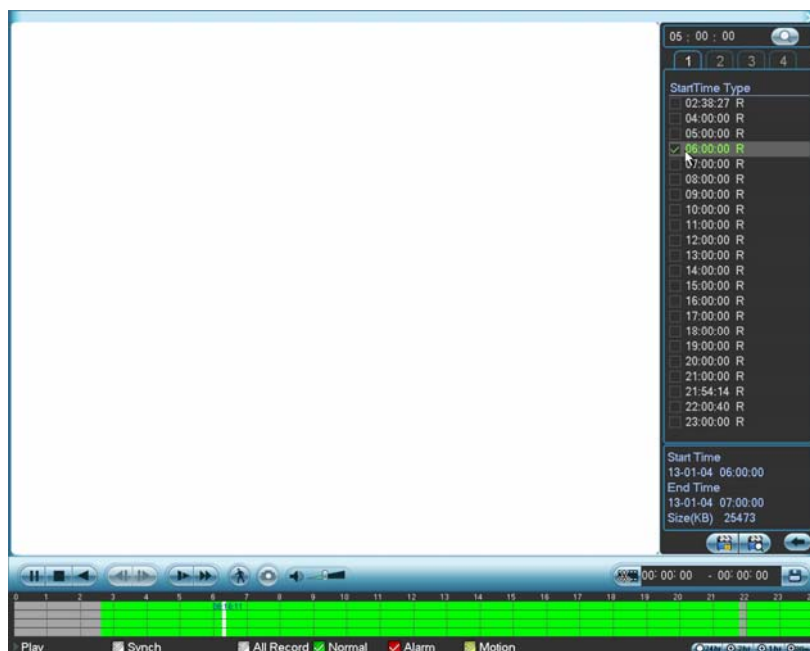 05 : 00 : 00
1 2 3 4
StartTime Type
02:38:27 R
04:00:00 R
05:00:00 R
06:00:00 R
07:00:00 R
08:00:00 R
09:00:00 R
10:00:00 R
11:00:00 R
12:00:00 R
13:00:00 R
14:00:00 R
15:00:00 R
16:00:00 R
17:00:00 R
18:00:00 R
19:00:00 R
20:00:00 R
21:00:00 R
21:54:14 R
22:00:40 R
23:00:00 R
Start Time
13-01-04 06:00:00
End Time
13-01-04 07:00:00
Size(KB) 25473
00: 00: 00 - 00: 00: 00
0 1 2 3 4 5 6 7 8 9 10 11 12 13 14 15 16 17 18 19 20 21 22 23
Play Synch All Record Normal Alarm Motion